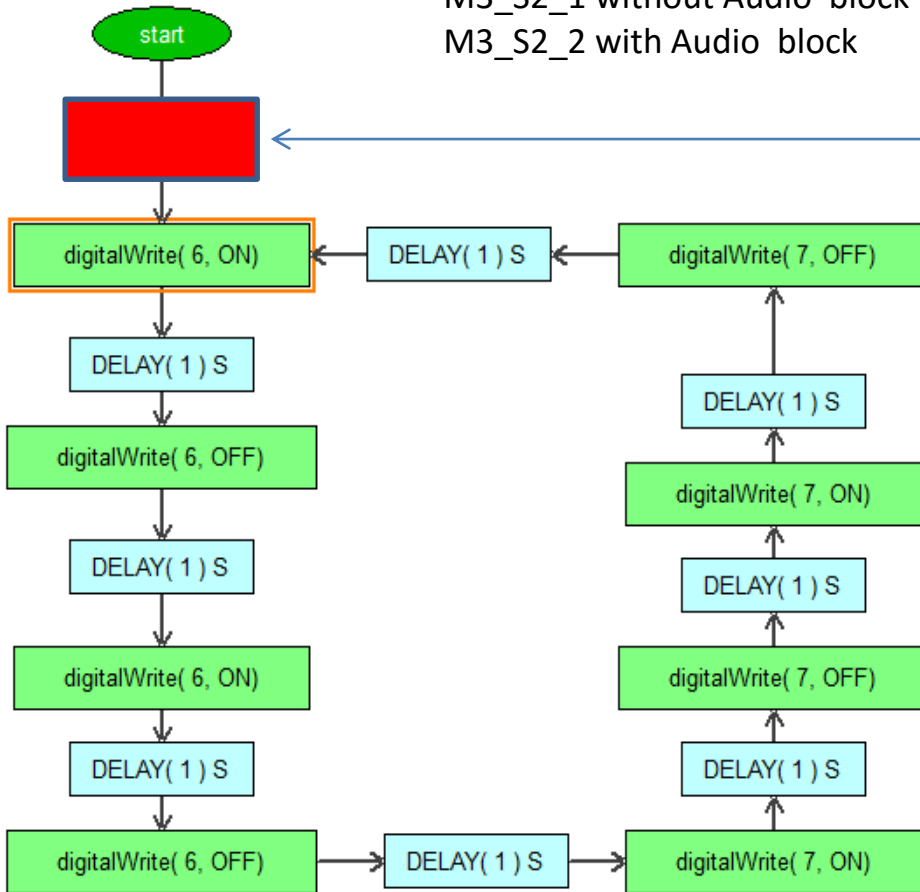 M3_S2_1 without Audio block
M3_S2_2 with Audio block
start
digitalWrite( 6, ON)
DELAY( 1 ) S
digitalWrite( 6, OFF)
DELAY( 1 ) S
digitalWrite( 6, ON)
DELAY( 1 ) S
digitalWrite( 6, OFF)
DELAY( 1 ) S
digitalWrite( 7, ON)
DELAY( 1 ) S
digitalWrite( 7, OFF)
DELAY( 1 ) S
digitalWrite( 7, ON)
DELAY( 1 ) S
digitalWrite( 7, OFF)
DELAY( 1 ) S